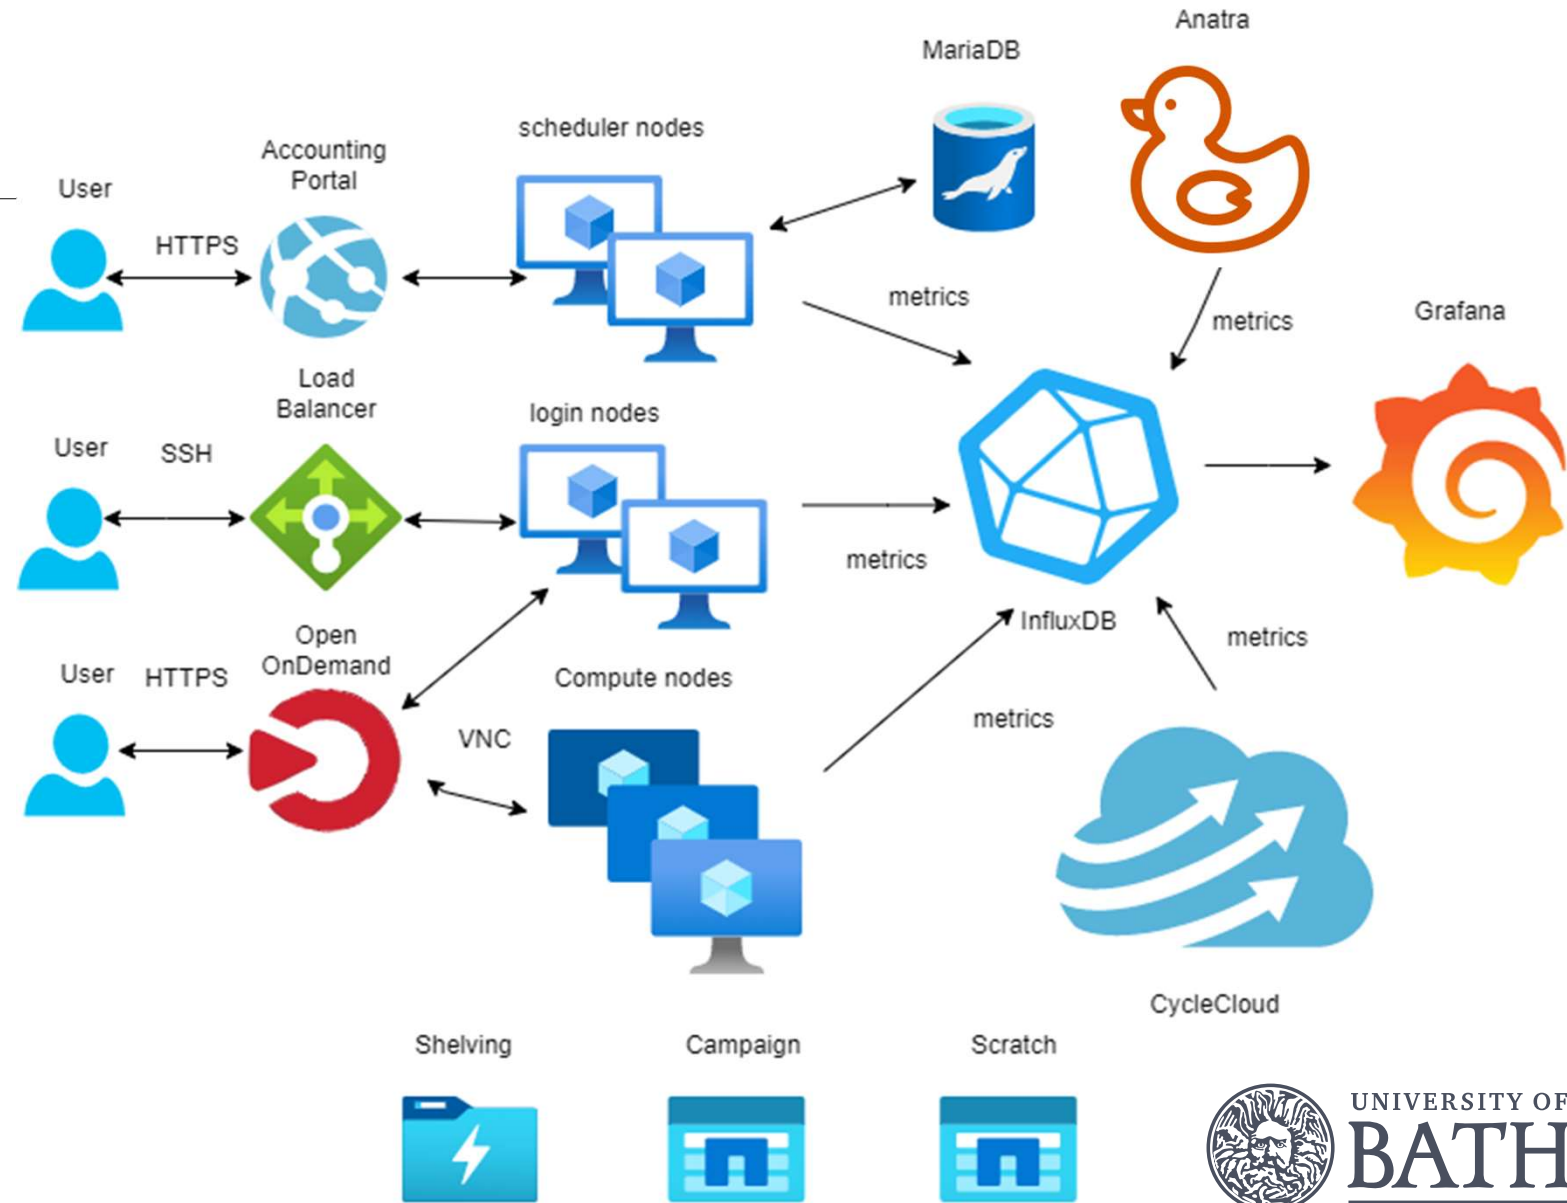 Anatra
MariaDB
scheduler nodes
Accounting
Portal
User
HTTPS
metrics
metrics
Grafana
Load
Balancer
login nodes
User
SSH
metrics
InfluxDB
Open
OnDemand
User
HTTPS
Compute nodes
VNC
metrics
metrics
CycleCloud
Shelving
Campaign
Scratch
UNIVERSITY OF
BATH